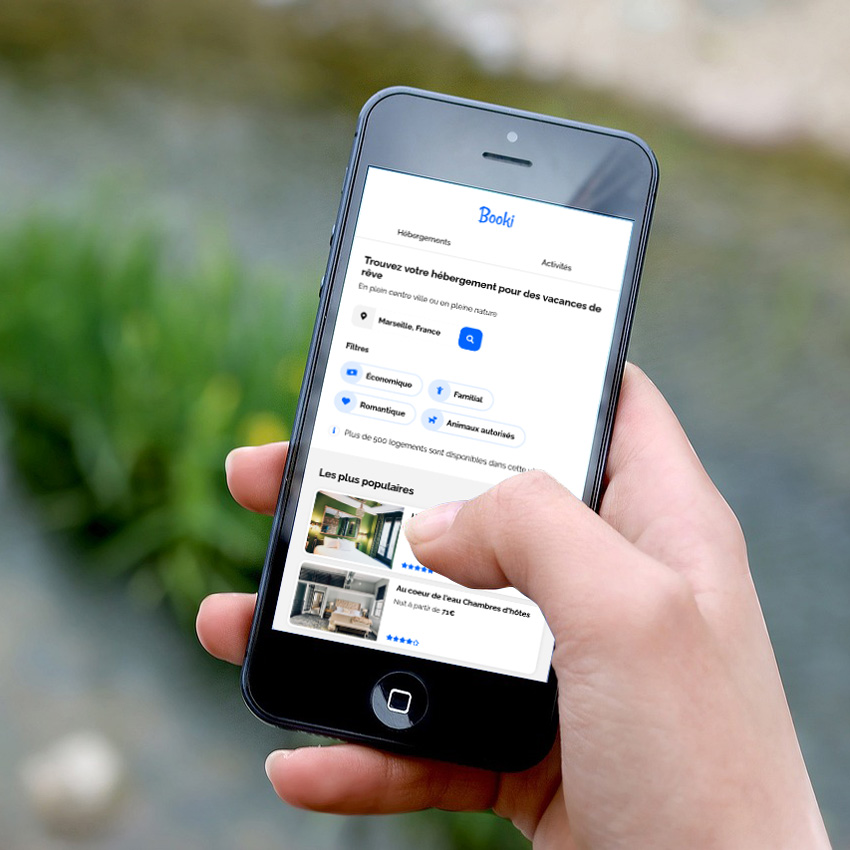 Booki
Hébergements
Activités
Trouvez votre hébergement pour des vacances de
rêve
En plein centre ville ou en pleine nature
Marseille, France
Filtres
Économique
Familial
Romantique
Animaux autorisés
Plus de 500 logements sont disponibles dans cette
Les plus populaires
Au coeur de l'eau Chambres d'hôtes
Nuit à partir de 71€